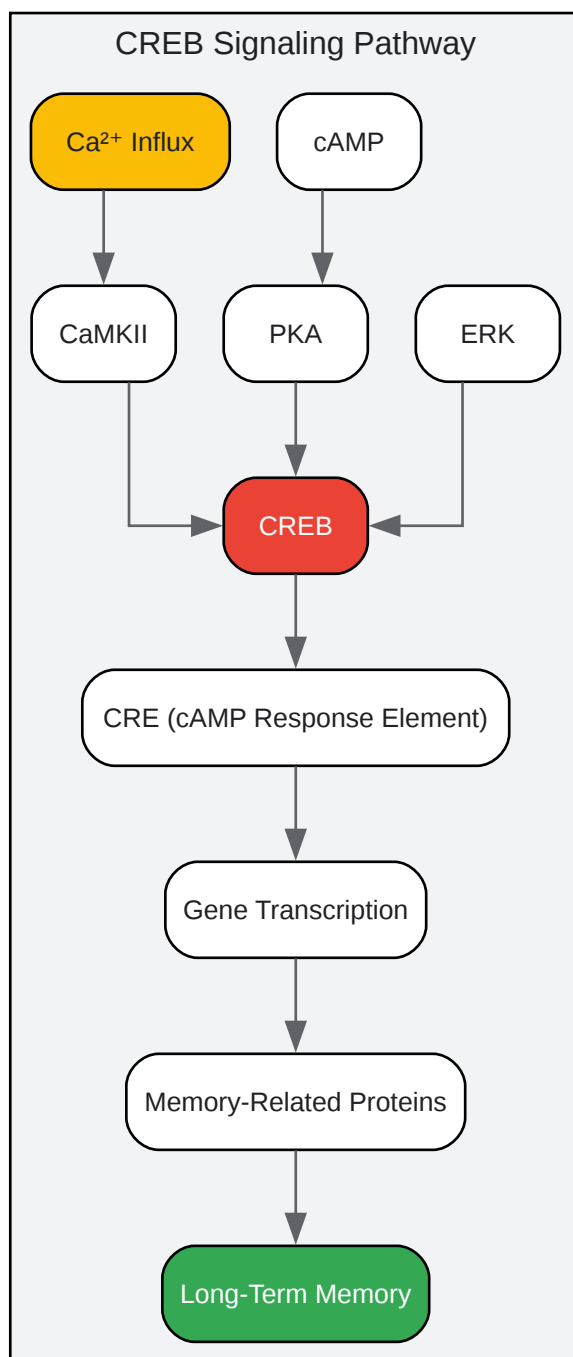 CREB Signaling Pathway
Ca²⁺ Influx
cAMP
CaMKII
PKA
ERK
CREB
CRE (cAMP Response Element)
Gene Transcription
Memory-Related Proteins
Long-Term Memory